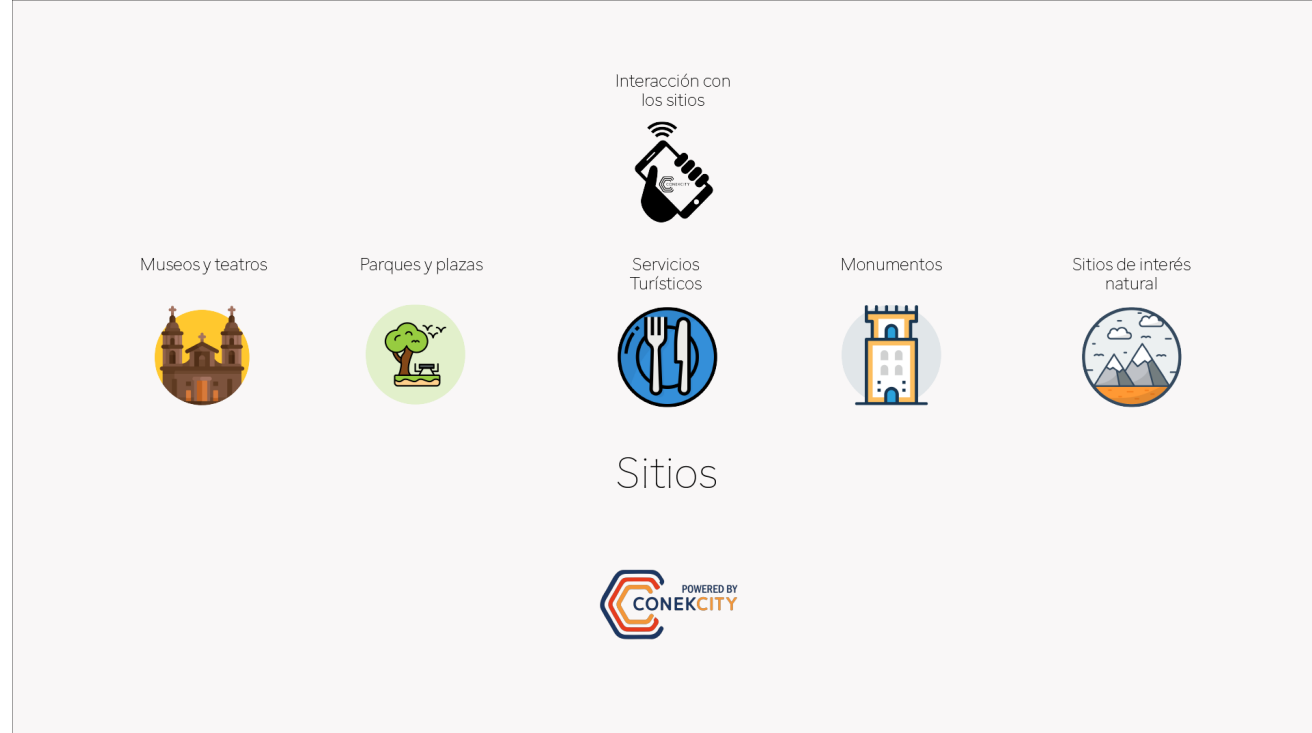 Interacción con
los sitios
CONEKCITY
Museos y teatros
Parques y plazas
Servicios
Turísticos
Monumentos
Sitios de interés
natural
Sitios
POWERED BY
CONEKCITY